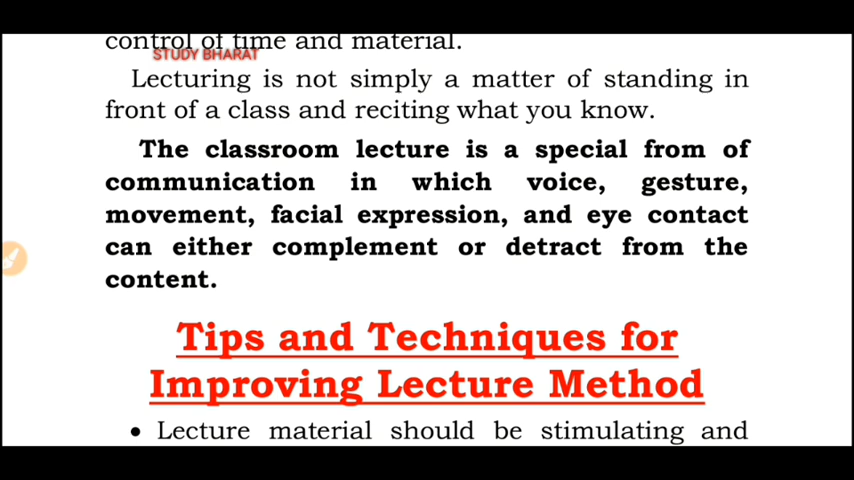 control of time and material.
STUDY BHARAT
Lecturing is not simply a matter of standing in
front of a class and reciting what you know.
The classroom lecture is a special from of
communication in which voice, gesture,
movement, facial expression, and eye contact
can either complement or detract from the
content.
Tips and Techniques for
Improving Lecture Method
• Lecture material should be stimulating and